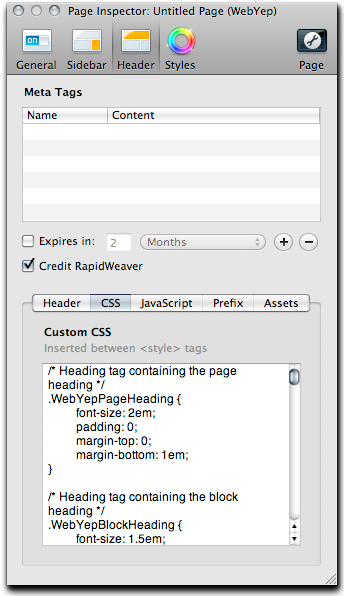 Page Inspector: Untitled Page (WebYep)
on
General Sidebar Header Styles Page
Meta Tags
Name Content
Expires in: 2 Months
Credit RapidWeaver
Header CSS JavaScript Prefix Assets
Custom CSS
Inserted between <style> tags
/* Heading tag containing the page
heading */
.WebYepPageHeading {
font-size: 2em;
padding: 0;
margin-top: 0;
margin-bottom: 1em;
}
/* Heading tag containing the block
heading */
.WebYepBlockHeading {
font-size: 1.5em;